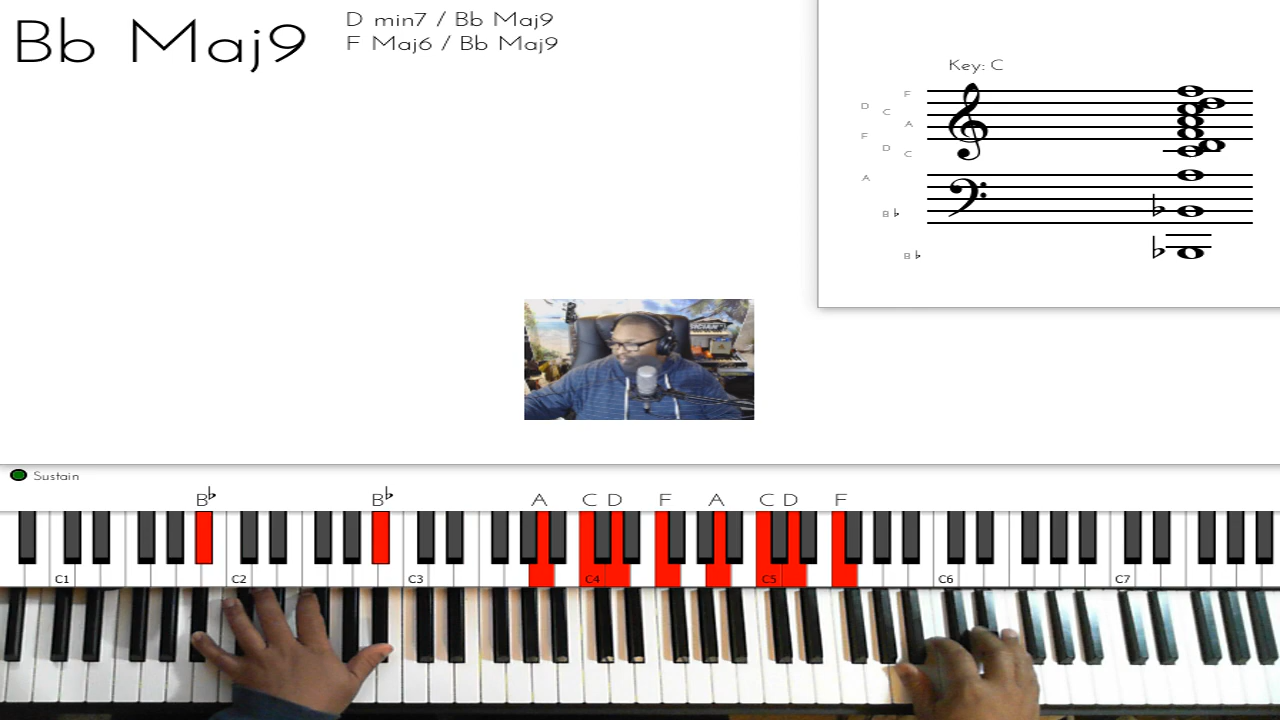 Bb Maj9
D min7 / Bb Maj9
F Maj6 / Bb Maj9
Key: C
F
D
C
A
F
D
C
A
B♭
B♭
Sustain
B♭ B♭ A C D F A C D F
C1 C2 C3 C4 C5 C6 C7